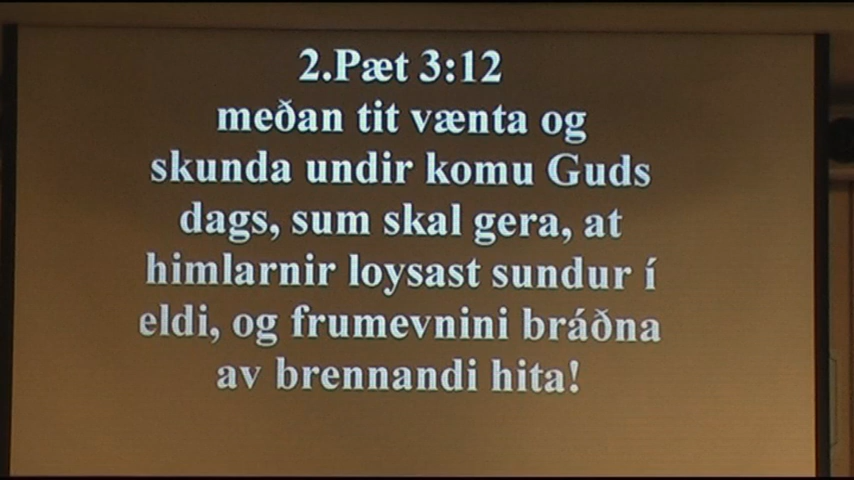 2.Pæt 3:12
meðan tit vænta og
skunda undir komu Guds
dags, sum skal gera, at
himlarnir loysast sundur í
eldi, og frumevnini bráðna
av brennandi hita!